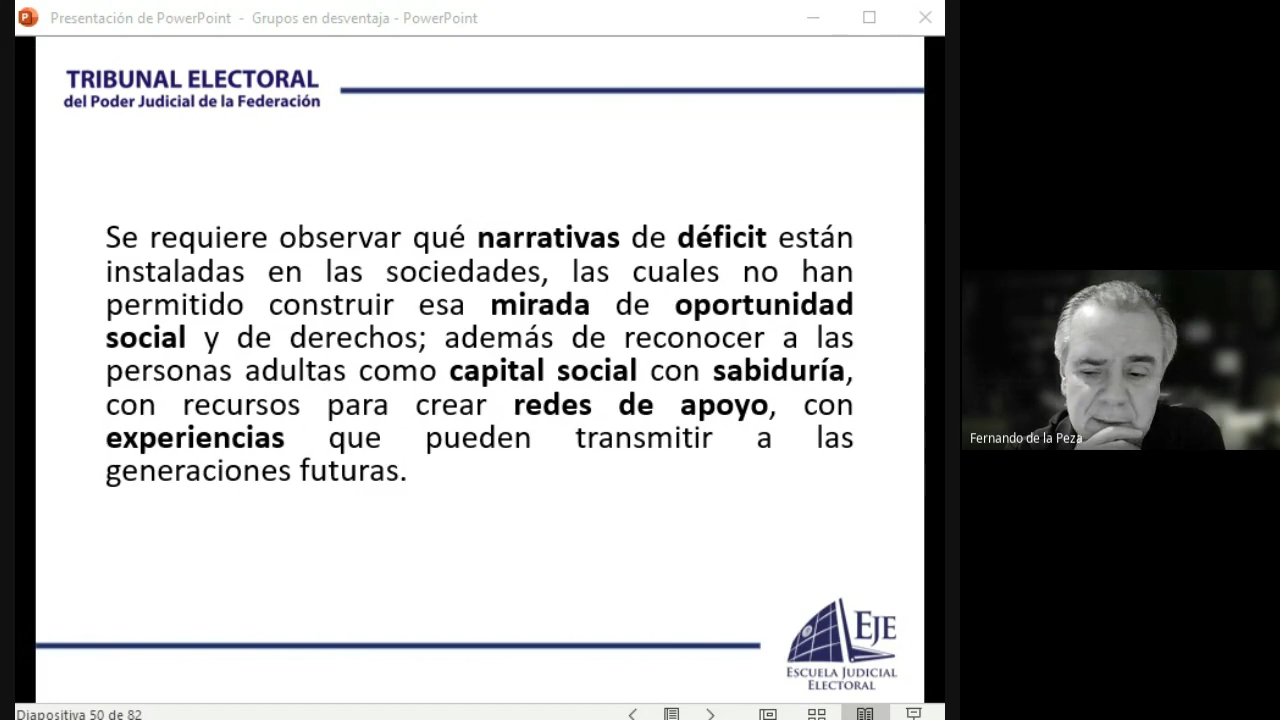 Presentación de PowerPoint - Grupos en desventaja - PowerPoint
TRIBUNAL ELECTORAL
del Poder Judicial de la Federación
Se requiere observar qué narrativas de déficit están
instaladas en las sociedades, las cuales no han
permitido construir esa mirada de oportunidad
social y de derechos; además de reconocer a las
personas adultas como capital social con sabiduría,
con recursos para crear redes de apoyo, con
experiencias que pueden transmitir a las
generaciones futuras.
Fernando de la Peza
EJE
ESCUELA JUDICIAL
ELECTORAL
Diapositiva 50 de 82